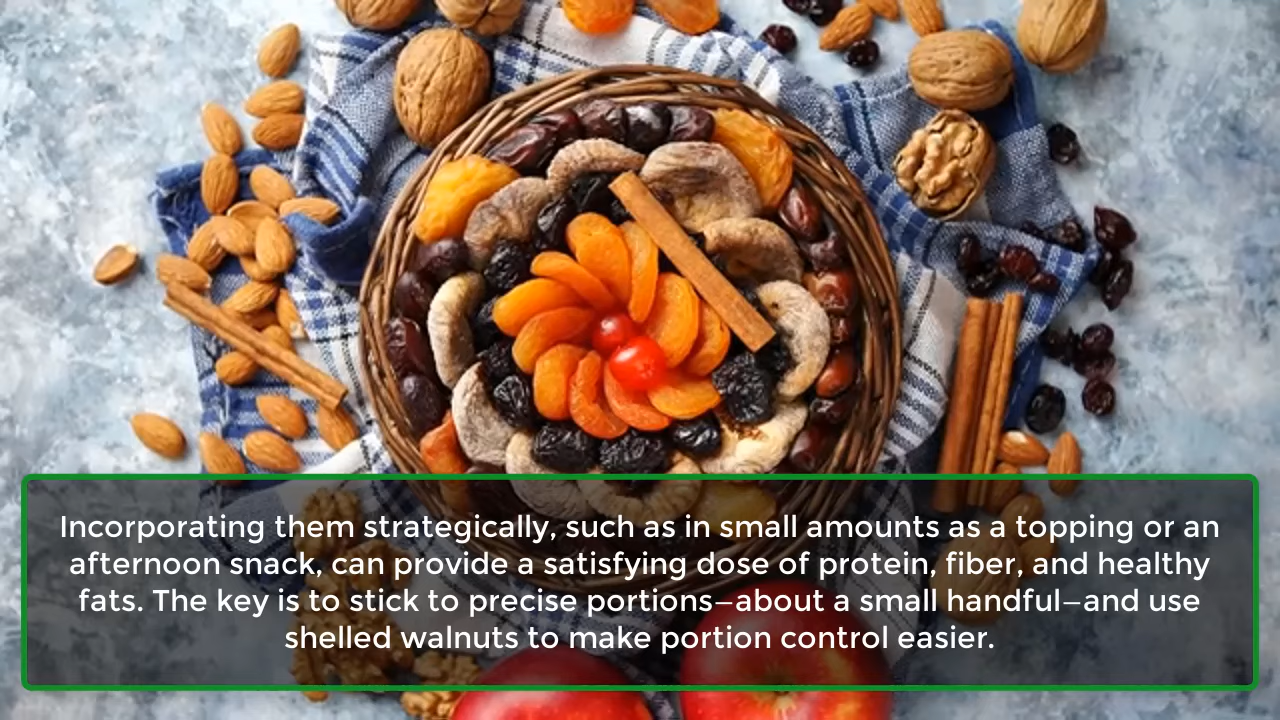 Incorporating them strategically, such as in small amounts as a topping or an
afternoon snack, can provide a satisfying dose of protein, fiber, and healthy
fats. The key is to stick to precise portions—about a small handful—and use
shelled walnuts to make portion control easier.